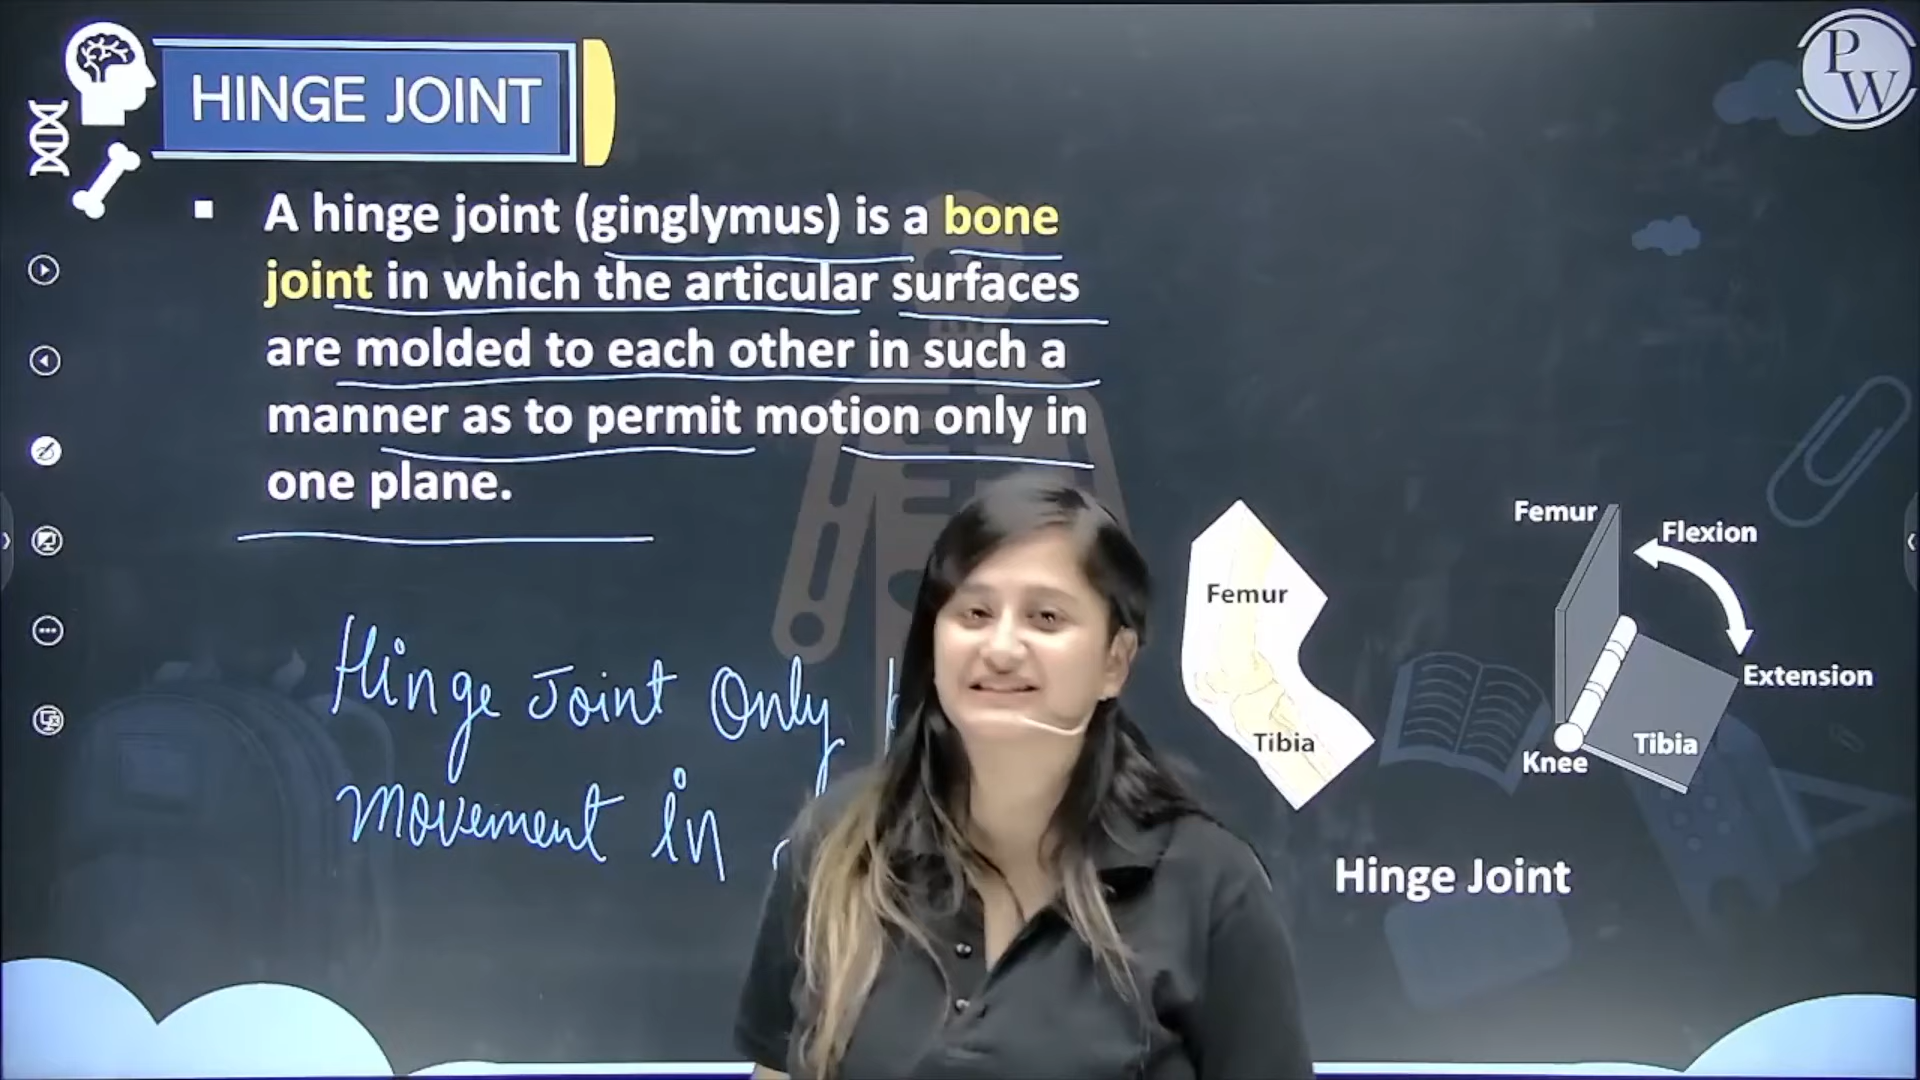 HINGE JOINT
PW
▪ A hinge joint (ginglymus) is a bone
joint in which the articular surfaces
are molded to each other in such a
manner as to permit motion only in
one plane.
Hinge Joint Only
movement in
Femur
Tibia
Femur
Flexion
Extension
Tibia
Knee
Hinge Joint